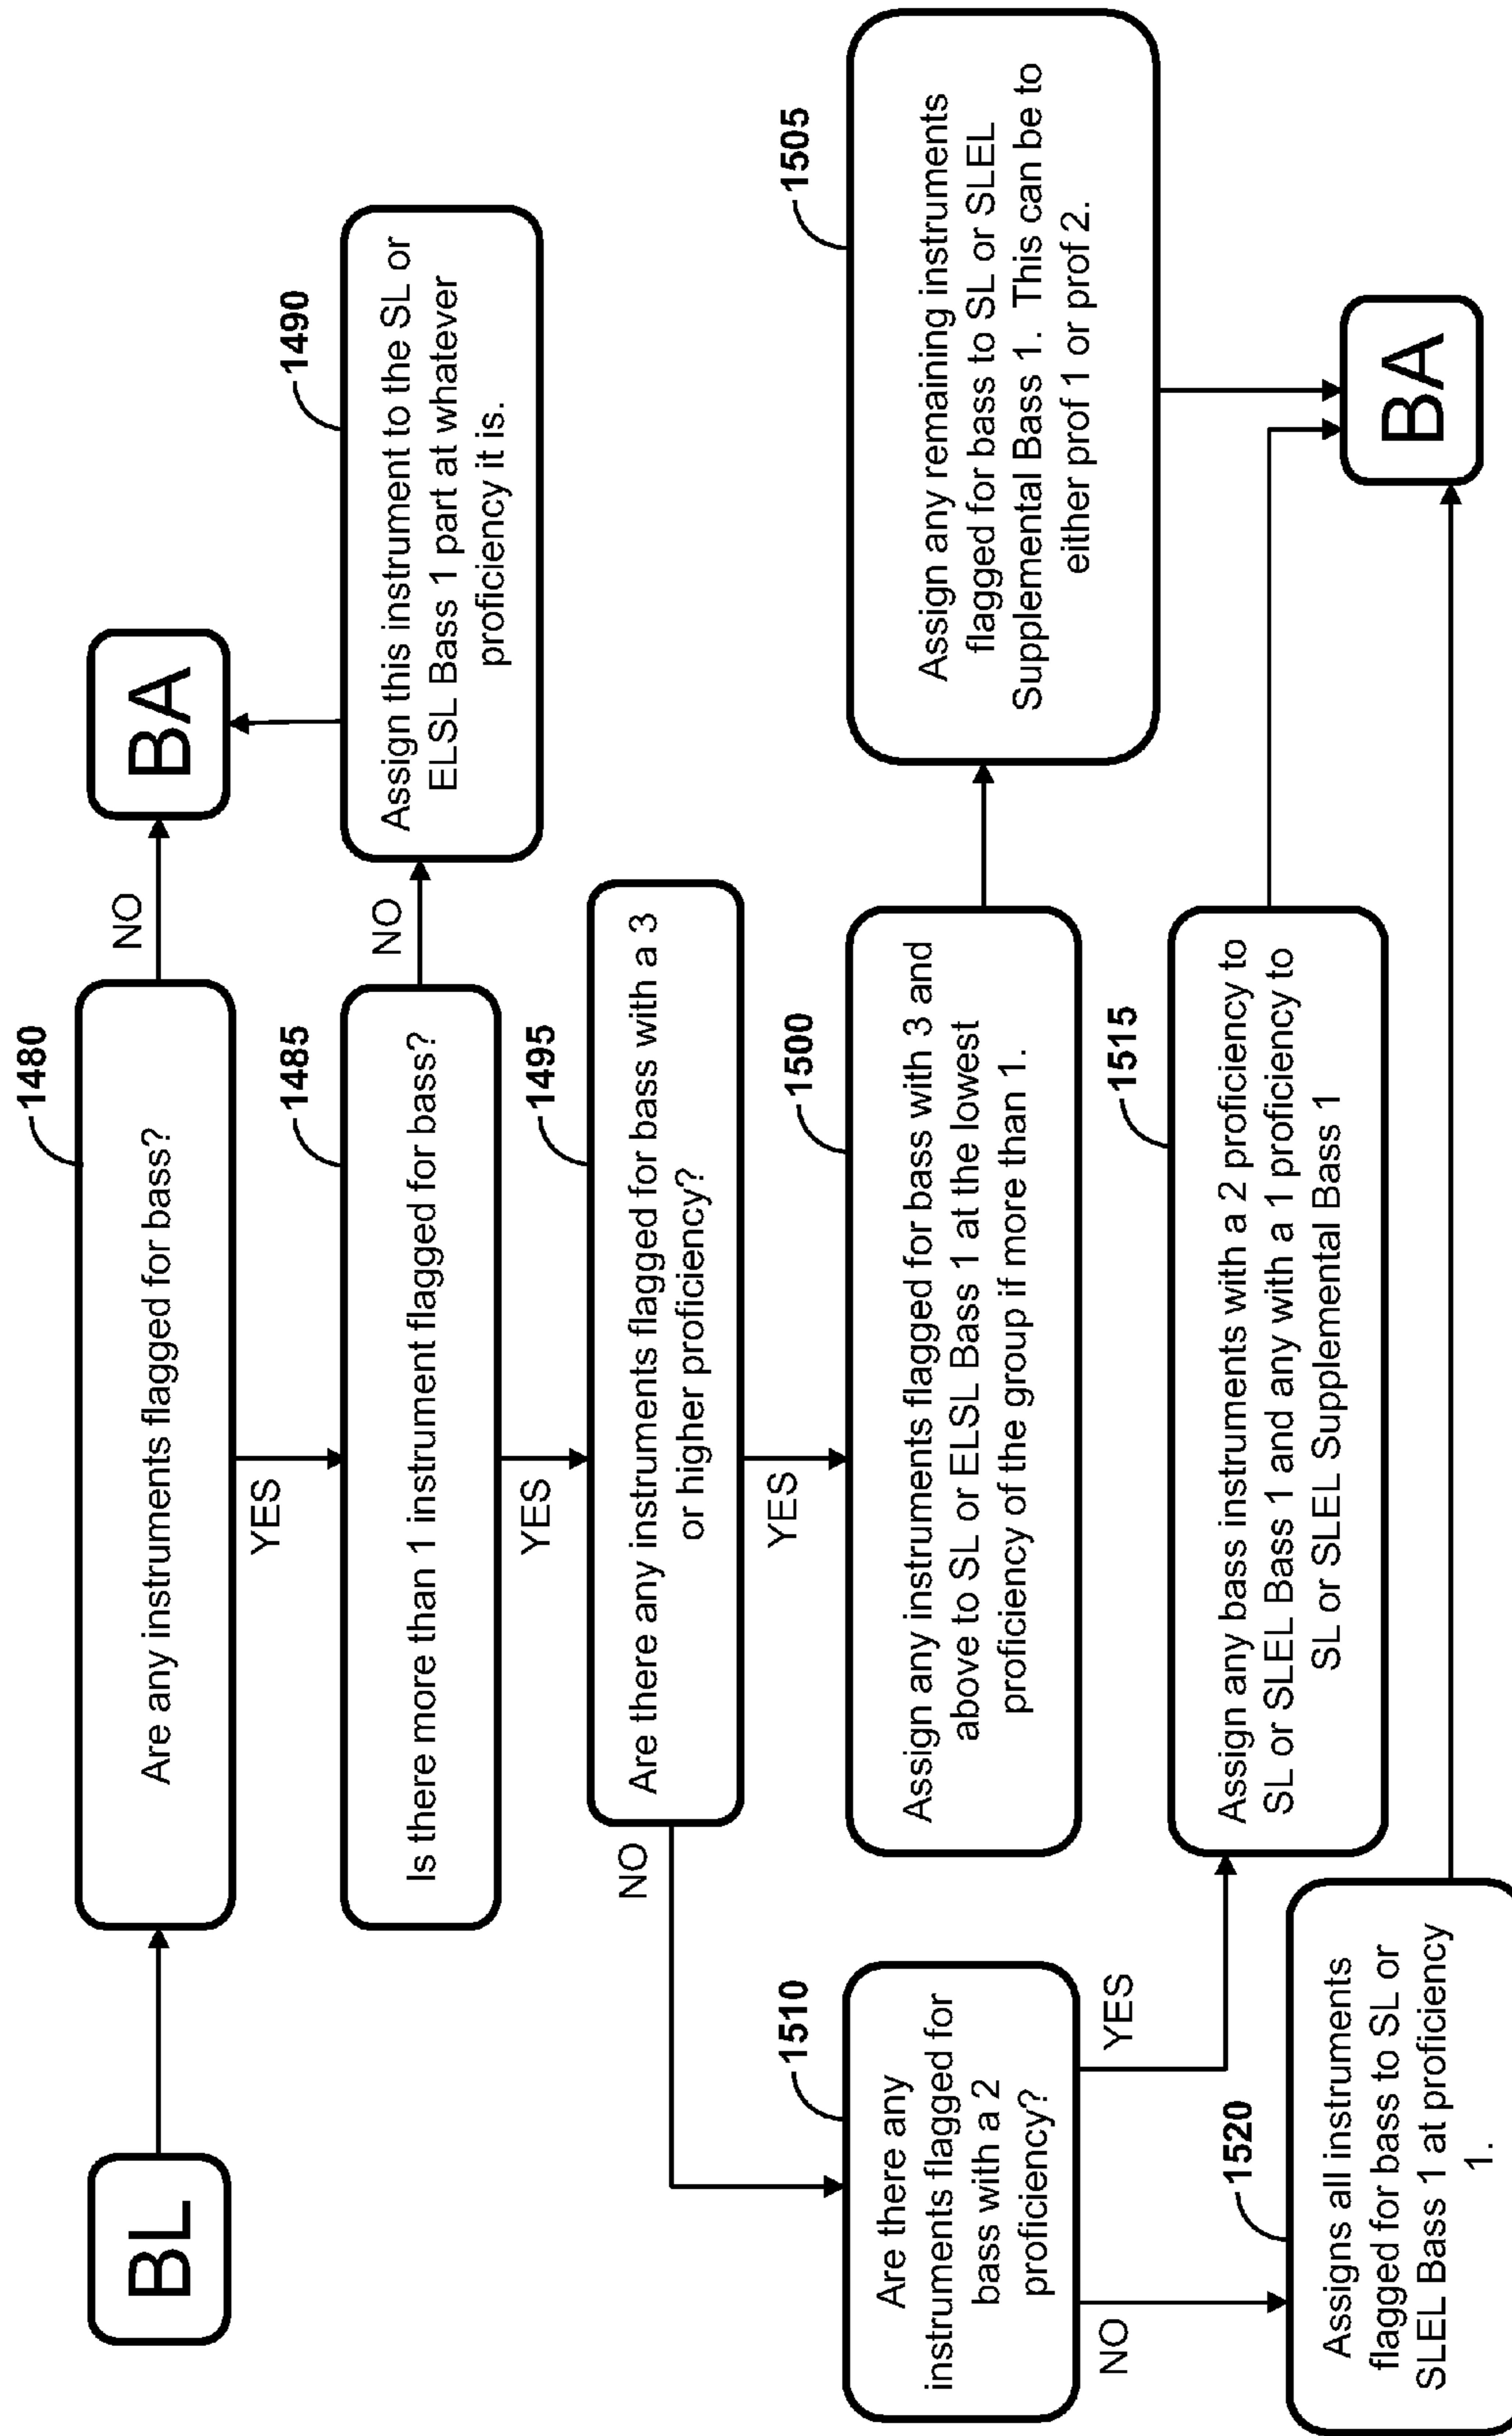 BL
1480
Are any instruments flagged for bass?
NO
BA
YES
1485
Is there more than 1 instrument flagged for bass?
NO
1490
Assign this instrument to the SL or
ELSL Bass 1 part at whatever
proficiency it is.
YES
1495
Are there any instruments flagged for bass with a 3
or higher proficiency?
NO
YES
1500
Assign any instruments flagged for bass with 3 and
above to SL or ELSL Bass 1 at the lowest
proficiency of the group if more than 1.
1505
Assign any remaining instruments
flagged for bass to SL or SLEL
Supplemental Bass 1. This can be to
either prof 1 or prof 2.
1510
Are there any
instruments flagged for
bass with a 2
proficiency?
YES
NO
1515
Assign any bass instruments with a 2 proficiency to
SL or SLEL Bass 1 and any with a 1 proficiency to
SL or SLEL Supplemental Bass 1
1520
Assigns all instruments
flagged for bass to SL or
SLEL Bass 1 at proficiency
1.
BA